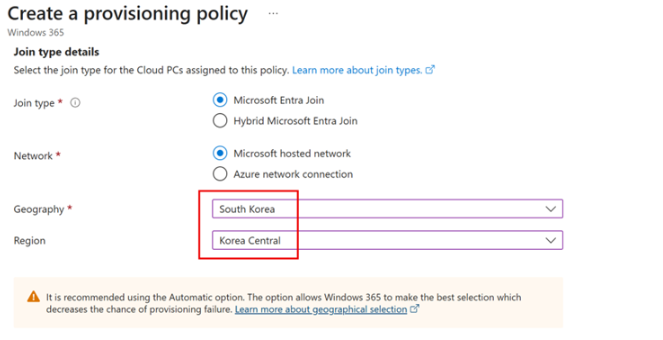 Create a provisioning policy ...
Windows 365
Join type details
Select the join type for the Cloud PCs assigned to this policy. Learn more about join types.
Join type * Microsoft Entra Join
Hybrid Microsoft Entra Join
Network * Microsoft hosted network
Azure network connection
Geography * South Korea
Region Korea Central
It is recommended using the Automatic option. The option allows Windows 365 to make the best selection which
decreases the chance of provisioning failure. Learn more about geographical selection